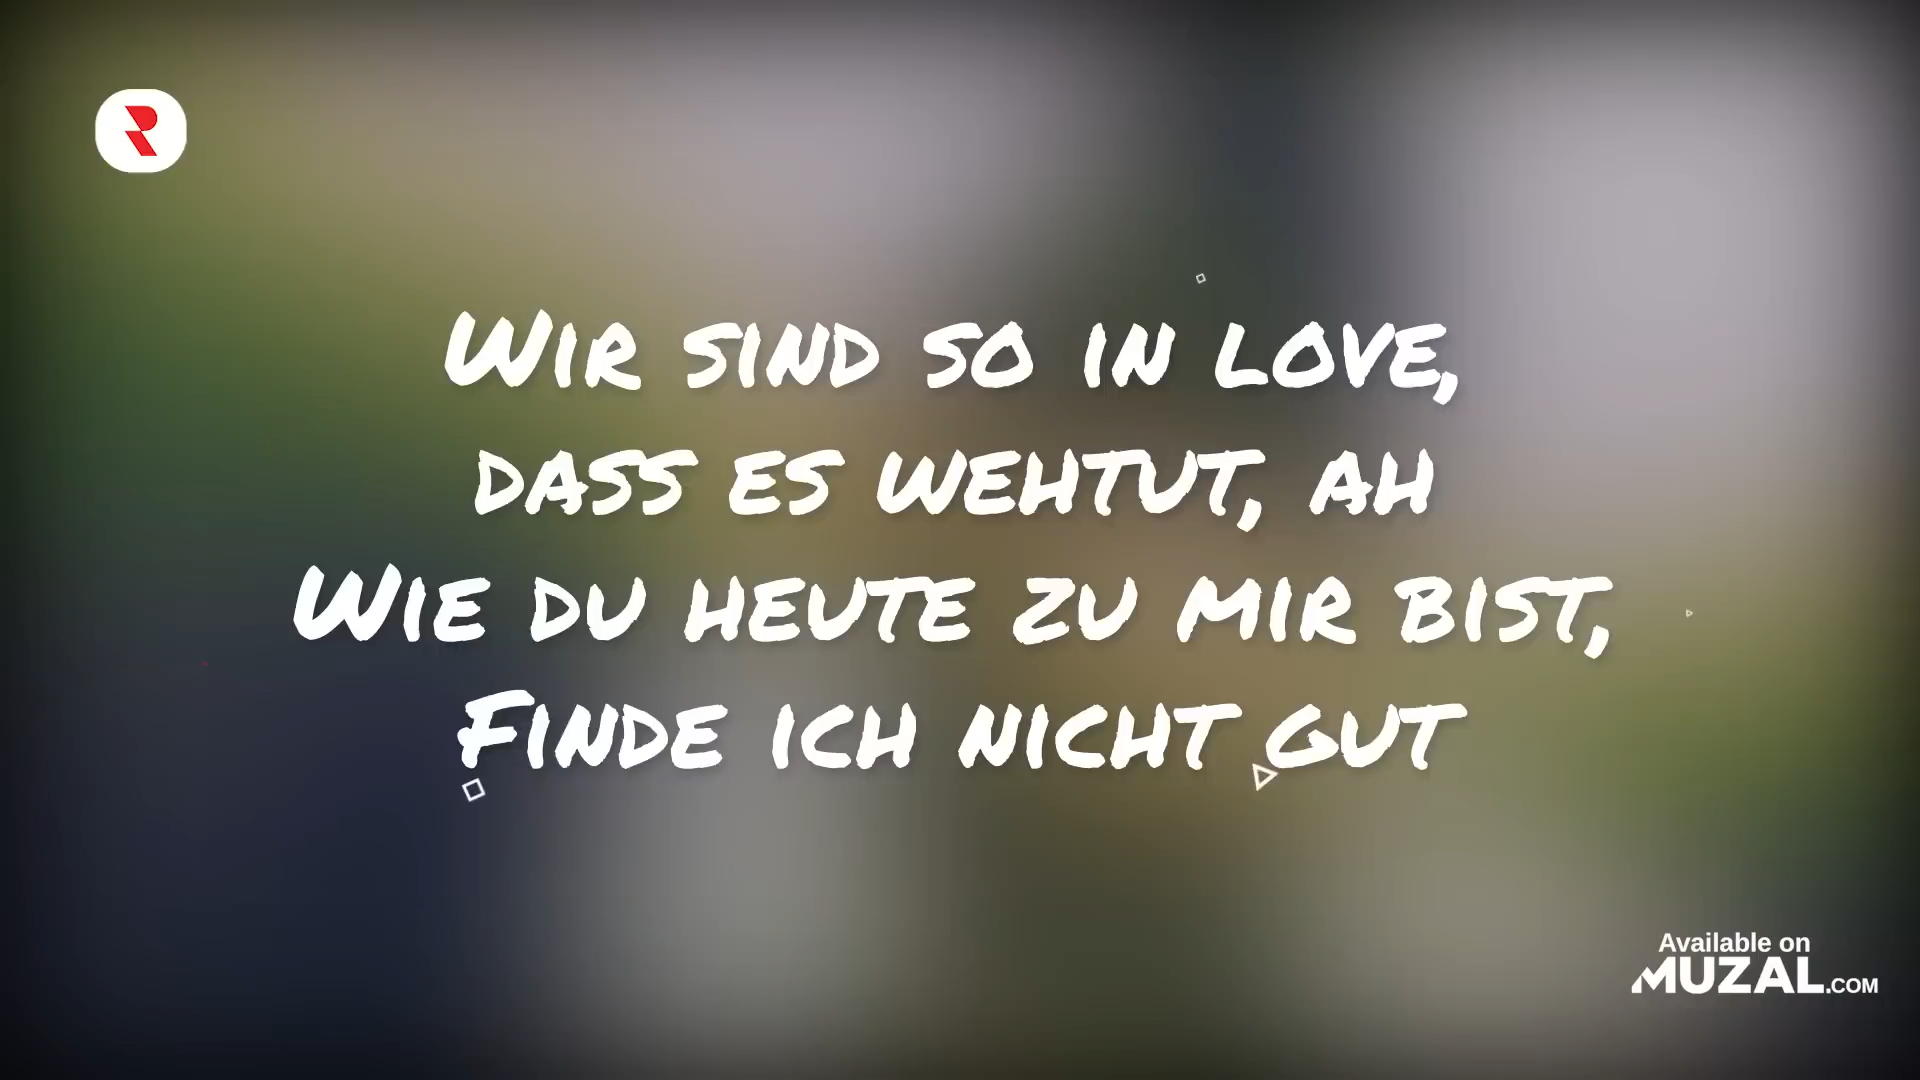 Wir sind so in love,
dass es wehtut, ah
Wie du heute zu mir bist,
Finde ich nicht gut
Available on
MUZAL.COM